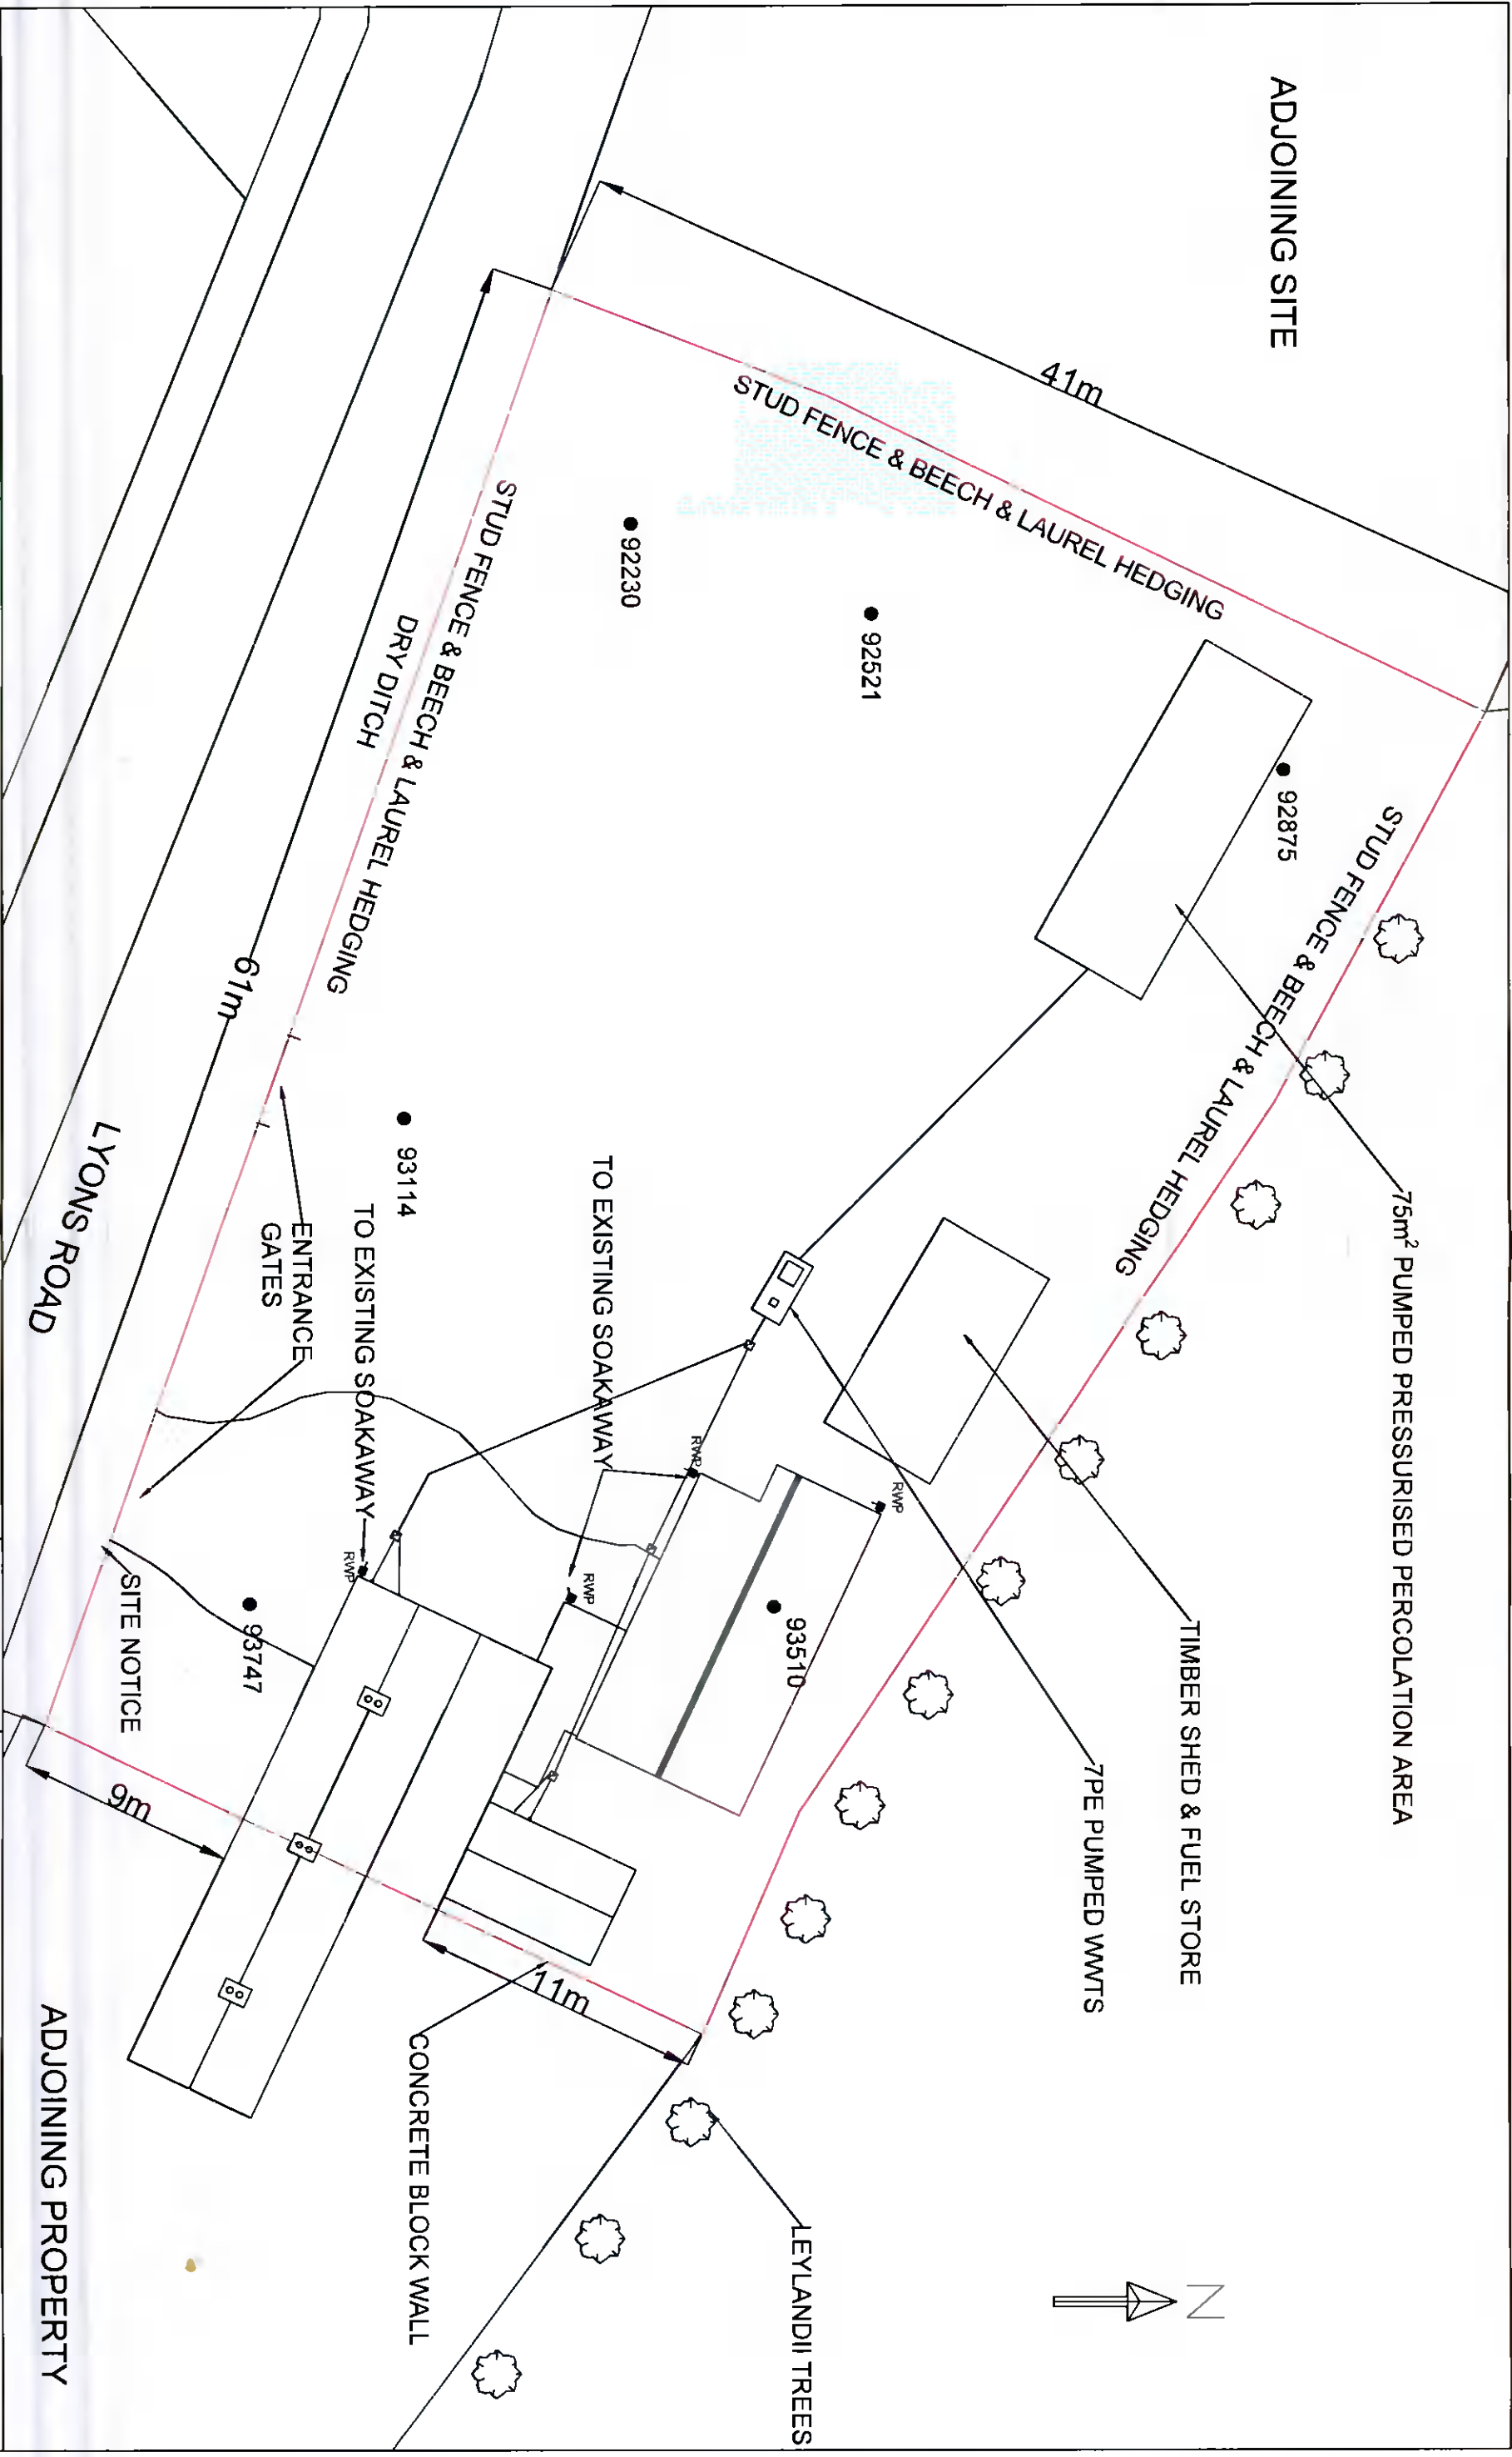 ADJOINING SITE
41m
STUD FENCE & BEECH & LAUREL HEDGING
92875
STUD FENCE & BEECH & LAUREL HEDGING
75m² PUMPED PRESSURISED PERCOLATION AREA
TIMBER SHED & FUEL STORE
7PE PUMPED WWTS
N
92521
92230
STUD FENCE & BEECH & LAUREL HEDGING
DRY DITCH
61m
93114
TO EXISTING SOAKAWAY
TO EXISTING SOAKAWAY
ENTRANCE
GATES
LYONS ROAD
RWP
RWP
RWP
RWP
93510
93747
SITE NOTICE
9m
11m
CONCRETE BLOCK WALL
LEYLANDII TREES
ADJOINING PROPERTY